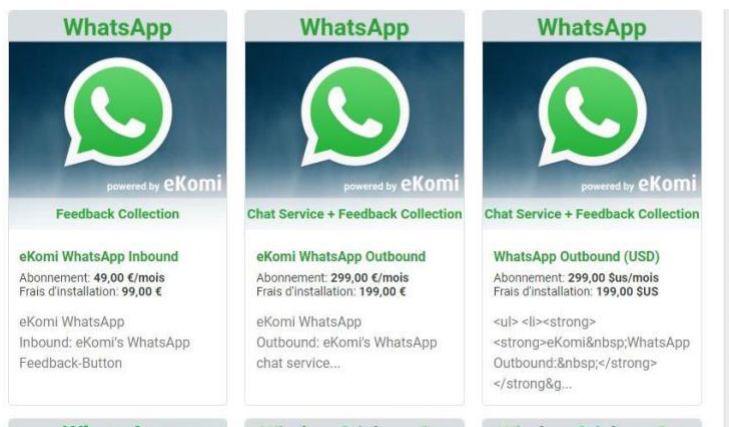 WhatsApp
powered by eKomi
Feedback Collection
eKomi WhatsApp Inbound
Abonnement: 49,00 €/mois
Frais d'installation: 99,00 €
eKomi WhatsApp
Inbound: eKomi's WhatsApp
Feedback-Button
WhatsApp
powered by eKomi
Chat Service + Feedback Collection
eKomi WhatsApp Outbound
Abonnement: 299,00 €/mois
Frais d'installation: 199,00 €
eKomi WhatsApp
Outbound: eKomi's WhatsApp
chat service...
WhatsApp
powered by eKomi
Chat Service + Feedback Collection
WhatsApp Outbound (USD)
Abonnement: 299,00 $us/mois
Frais d'installation: 199,00 $US
<ul> <li><strong>
<strong>eKomi&nbsp;WhatsApp
Outbound:&nbsp;</strong>
</strong&g...